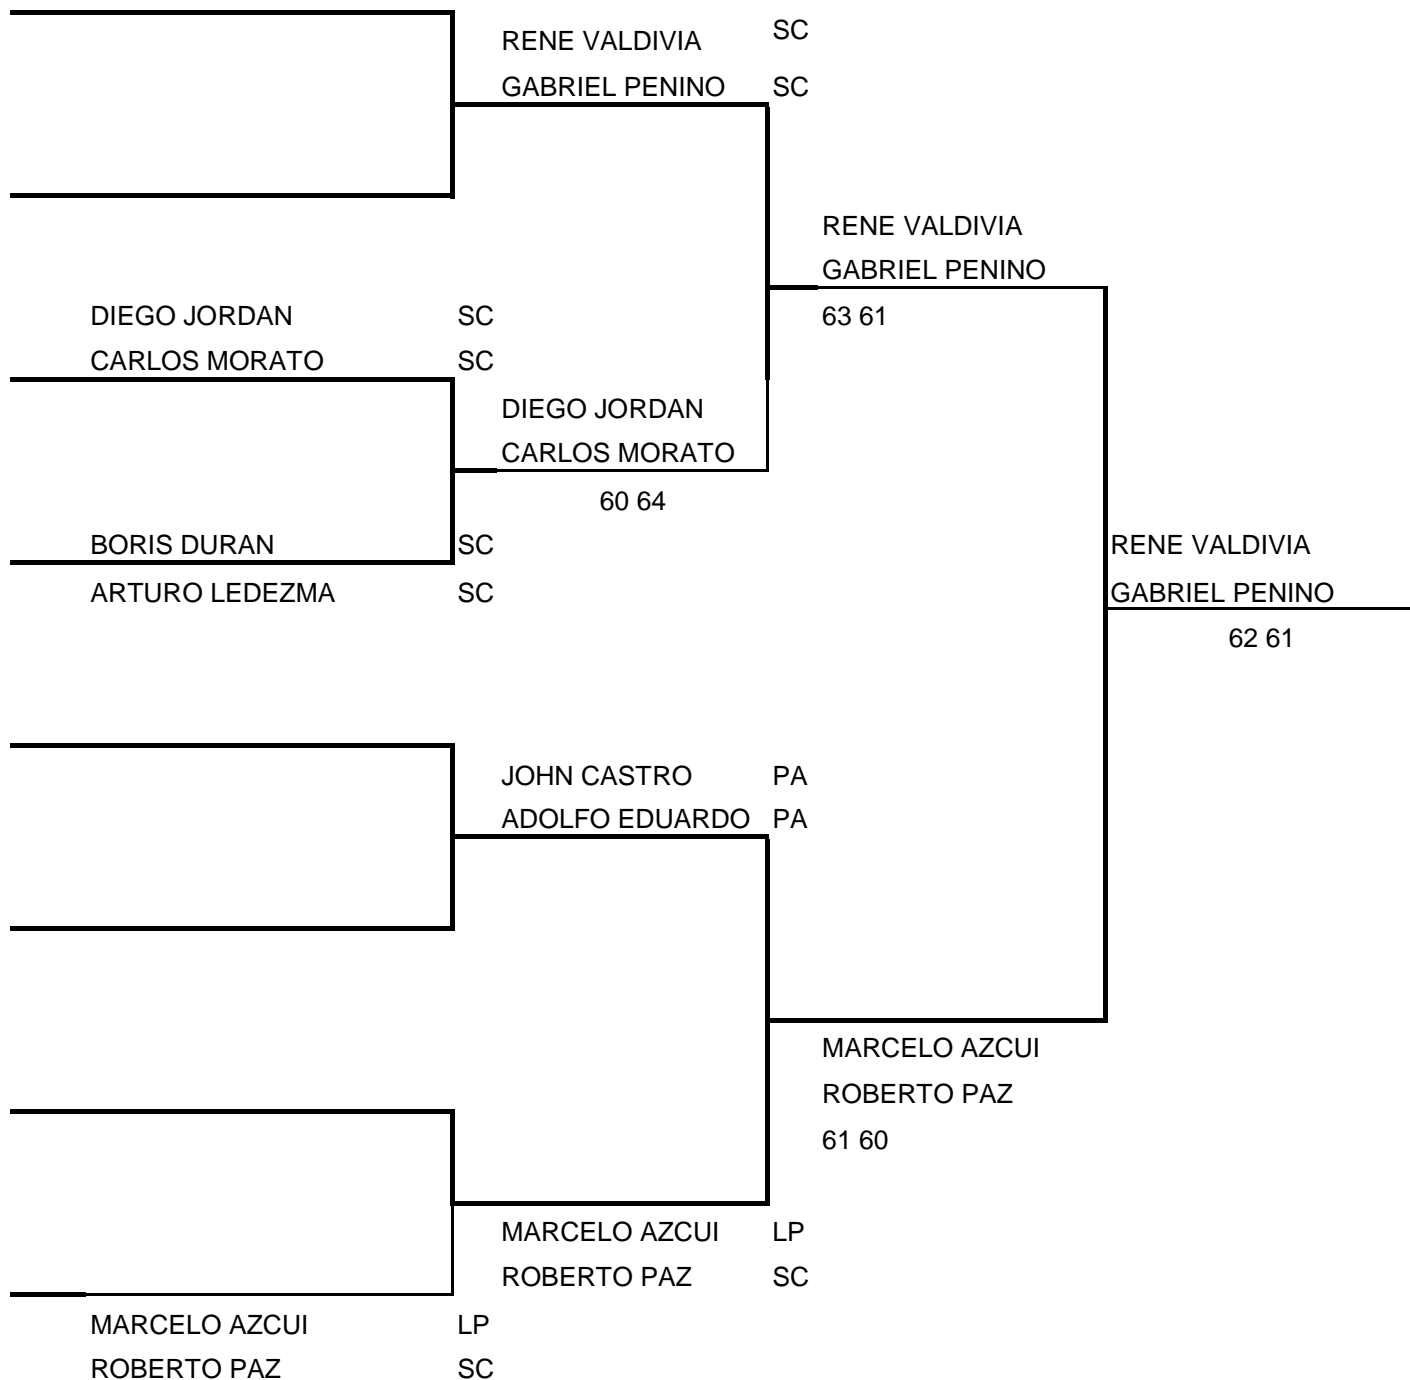 RENE VALDIVIA SC
GABRIEL PENINO SC
RENE VALDIVIA
GABRIEL PENINO
63 61
DIEGO JORDAN SC
CARLOS MORATO SC
DIEGO JORDAN
CARLOS MORATO
60 64
BORIS DURAN SC
ARTURO LEDEZMA SC
RENE VALDIVIA
GABRIEL PENINO
62 61
JOHN CASTRO PA
ADOLFO EDUARDO PA
MARCELO AZCUI
ROBERTO PAZ
61 60
MARCELO AZCUI LP
ROBERTO PAZ SC
MARCELO AZCUI LP
ROBERTO PAZ SC